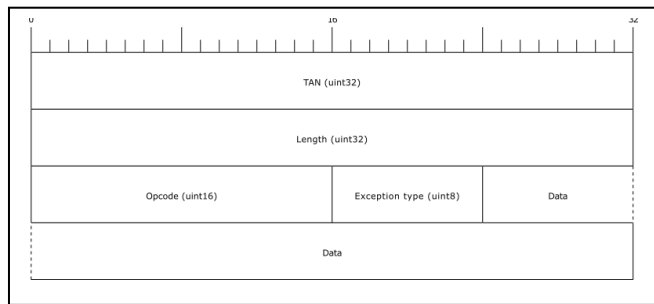 0 16 32
TAN (uint32)
Length (uint32)
Opcode (uint16) Exception type (uint8) Data
Data